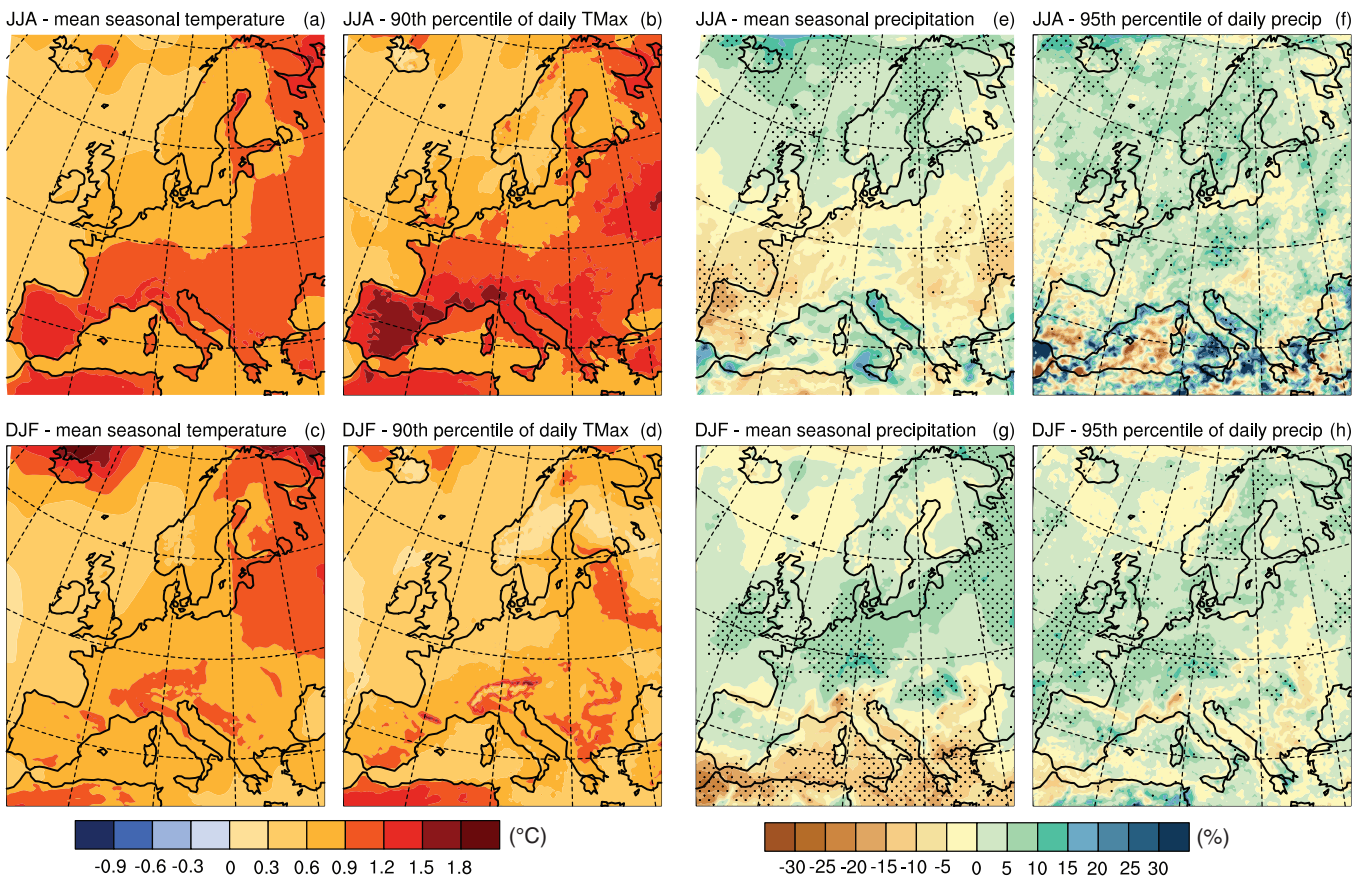 JJA - mean seasonal temperature (a)
JJA - 90th percentile of daily TMax (b)
JJA - mean seasonal precipitation (e)
JJA - 95th percentile of daily precip (f)
DJF - mean seasonal temperature (c)
DJF - 90th percentile of daily TMax (d)
DJF - mean seasonal precipitation (g)
DJF - 95th percentile of daily precip (h)
(°C)
-0.9 -0.6 -0.3 0 0.3 0.6 0.9 1.2 1.5 1.8
(%)
-30 -25 -20 -15 -10 -5 0 5 10 15 20 25 30